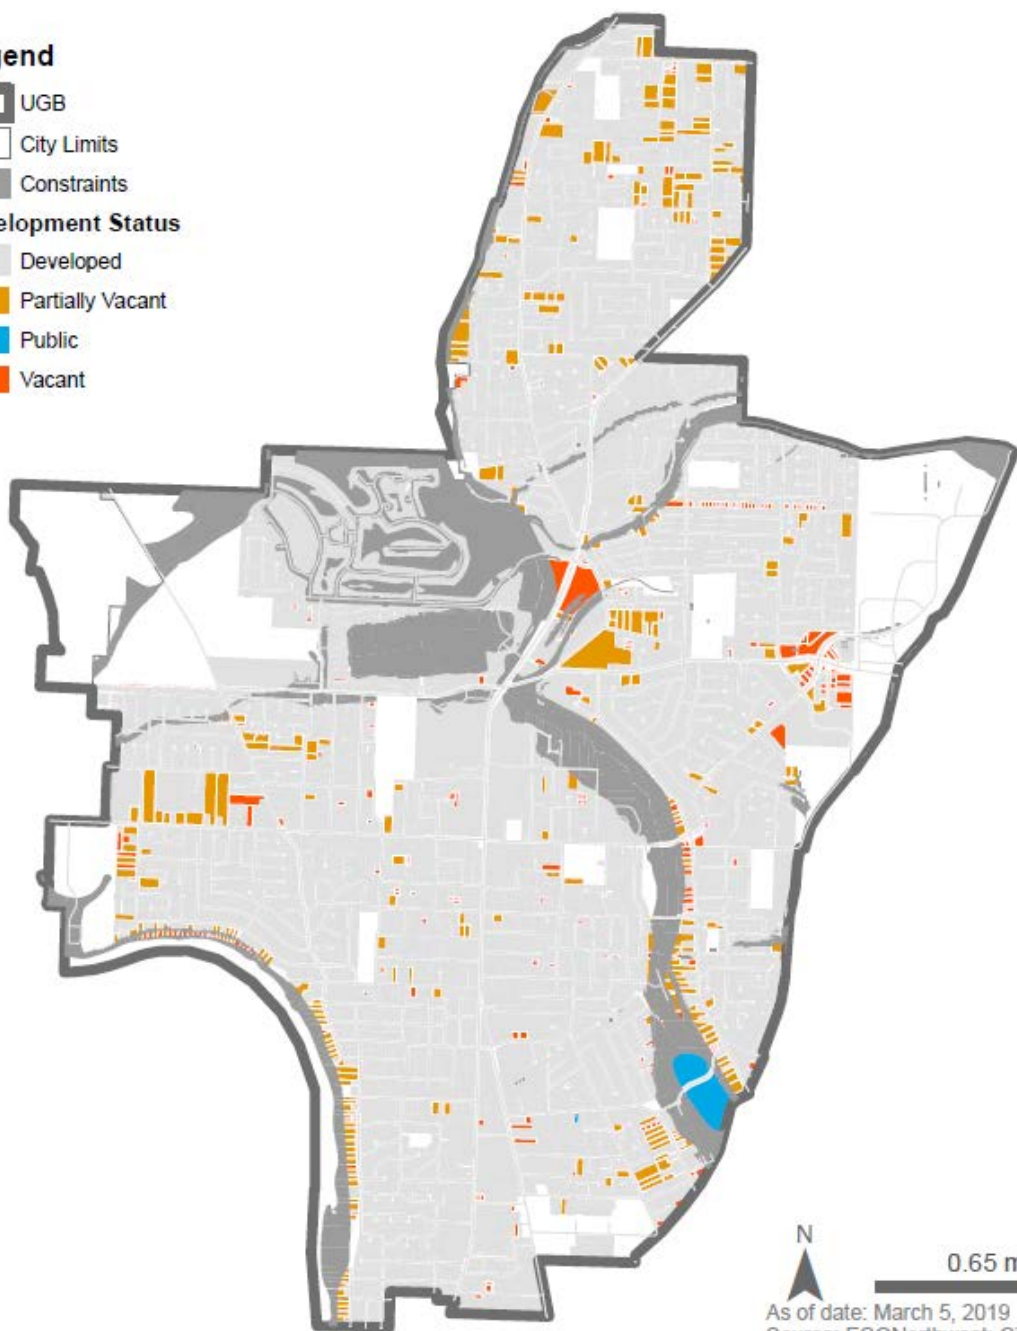 gend
UGB
City Limits
Constraints
elopment Status
Developed
Partially Vacant
Public
Vacant
N
0.65 m
As of date: March 5, 2019